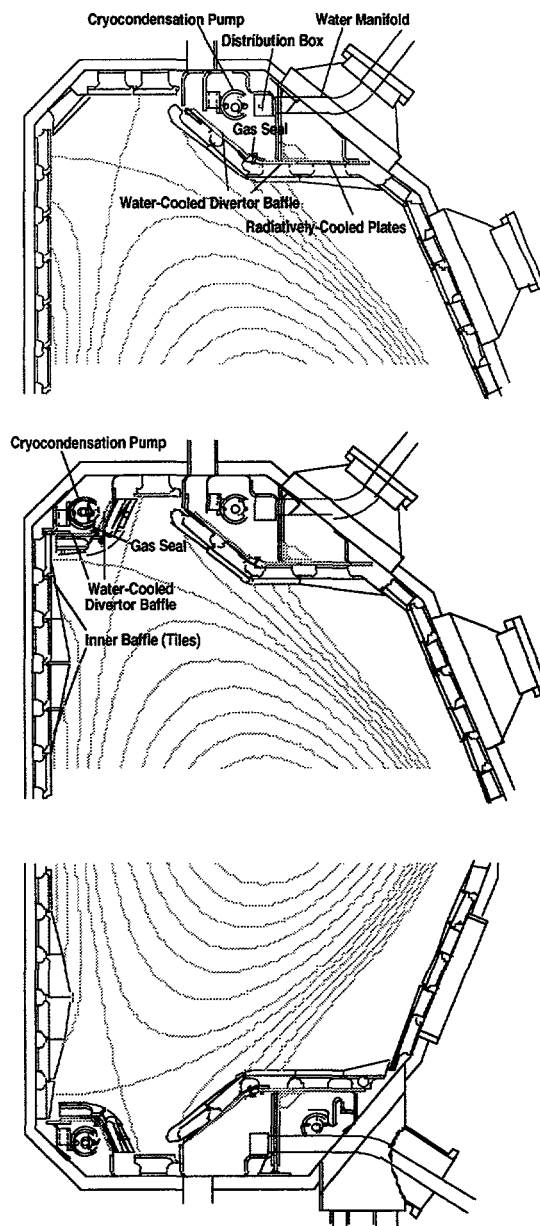 Cryocondensation Pump
Water Manifold
Distribution Box
Gas Seal
Water-Cooled Divertor Baffle
Radiatively-Cooled Plates
Cryocondensation Pump
Gas Seal
Water-Cooled
Divertor Baffle
Inner Baffle (Tiles)